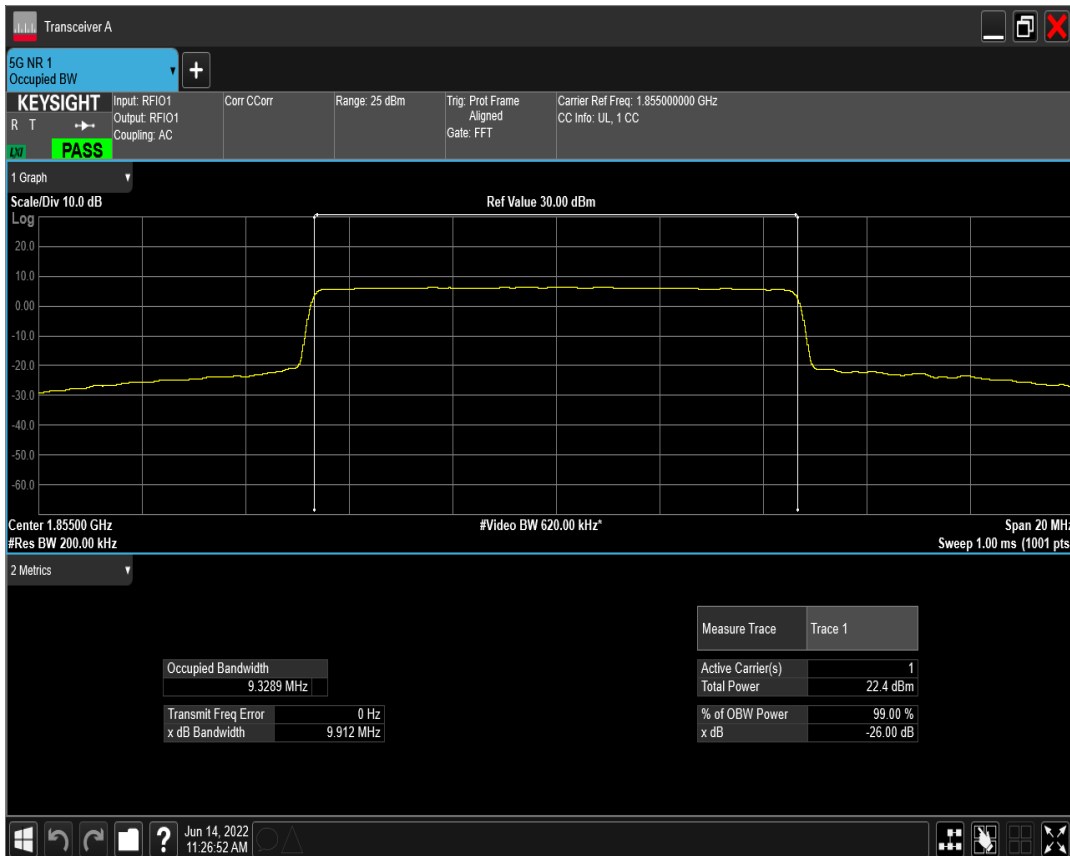 Transceiver A
5G NR 1
Occupied BW
KEYSIGHT
R T
LXI
PASS
Input: RFIO1
Output: RFIO1
Coupling: AC
Corr CCorr
Range: 25 dBm
Trig: Prot Frame
Aligned
Gate: FFT
Carrier Ref Freq: 1.855000000 GHz
CC Info: UL, 1 CC
1 Graph
Scale/Div 10.0 dB
Ref Value 30.00 dBm
Log
20.0
10.0
0.00
-10.0
-20.0
-30.0
-40.0
-50.0
-60.0
Center 1.85500 GHz
#Video BW 620.00 kHz*
Span 20 MHz
#Res BW 200.00 kHz
Sweep 1.00 ms (1001 pts
2 Metrics
Measure Trace Trace 1
Occupied Bandwidth
9.3289 MHz
Active Carrier(s) 1
Total Power 22.4 dBm
Transmit Freq Error 0 Hz
x dB Bandwidth 9.912 MHz
% of OBW Power 99.00 %
x dB -26.00 dB
?
Jun 14, 2022
11:26:52 AM